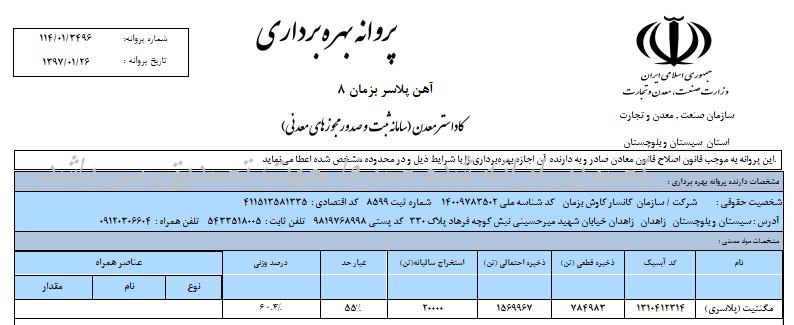 پروانه بهره‌برداری
شماره پروانه: ۱۱۴/۰۱/۳۴۹۶
تاریخ پروانه : ۱۳۹۷/۰۱/۲۶
جمهوری اسلامی ایران
وزارت صنعت، معدن و تجارت
سازمان صنعت ، معدن و تجارت
استان سیستان وبلوچستان
آهن پلاسر بزمان ۸
کاداستر معدن (سامانه ثبت و صدور مجوزهای معدنی)
این پروانه به موجب قانون اصلاح قانون معادن صادر و به دارنده آن اجازه بهره‌برداری را با شرایط ذیل و در محدوده مشخص شده اعطا می‌نماید.
مشخصات دارنده پروانه بهره برداری :
شخصیت حقوقی : شرکت / سازمان کانسار کاوش بزمان کد شناسه ملی ۱۴۰۰۹۷۸۳۵۰۲ شماره ثبت ۸۵۹۹ کد اقتصادی : ۴۱۱۵۱۳۵۸۱۳۳۵
آدرس : سیستان وبلوچستان زاهدان زاهدان خیابان شهید میرحسینی نبش کوچه فرهاد پلاک ۳۳۰ کد پستی ۹۸۱۹۷۶۸۹۹۸ تلفن ثابت : ۵۴۳۳۵۱۸۰۰۵ تلفن همراه : ۰۹۱۲۰۳۰۶۶۰۴
مشخصات مواد معدنی :
نام کد آیسیک ذخیره قطعی (تن) ذخیره احتمالی (تن) استخراج سالیانه(تن) عیار حد درصد وزنی عناصر همراه
نوع نام مقدار
مگنتیت (پلاسری) ۱۳۱۰۴۱۲۳۱۴ ۷۸۴۹۸۳ ۱۵۶۹۹۶۷ ۲۰۰۰۰ ۵۵% ۶۰.۴%